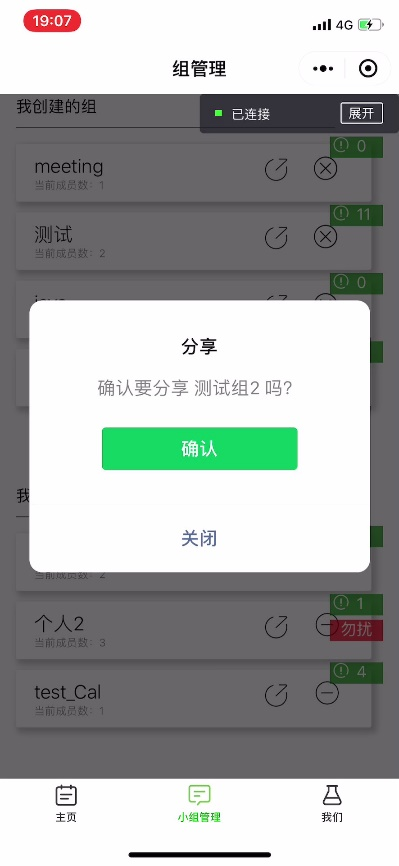 19:07
4G
组管理
我创建的组
已连接
展开
meeting
0
当前成员数：1
测试
11
当前成员数：2
0
分享
确认要分享 测试组2 吗?
确认
关闭
当前成员数：2
个人2
1
勿扰
当前成员数：3
test_Cal
4
当前成员数：1
主页
小组管理
我们